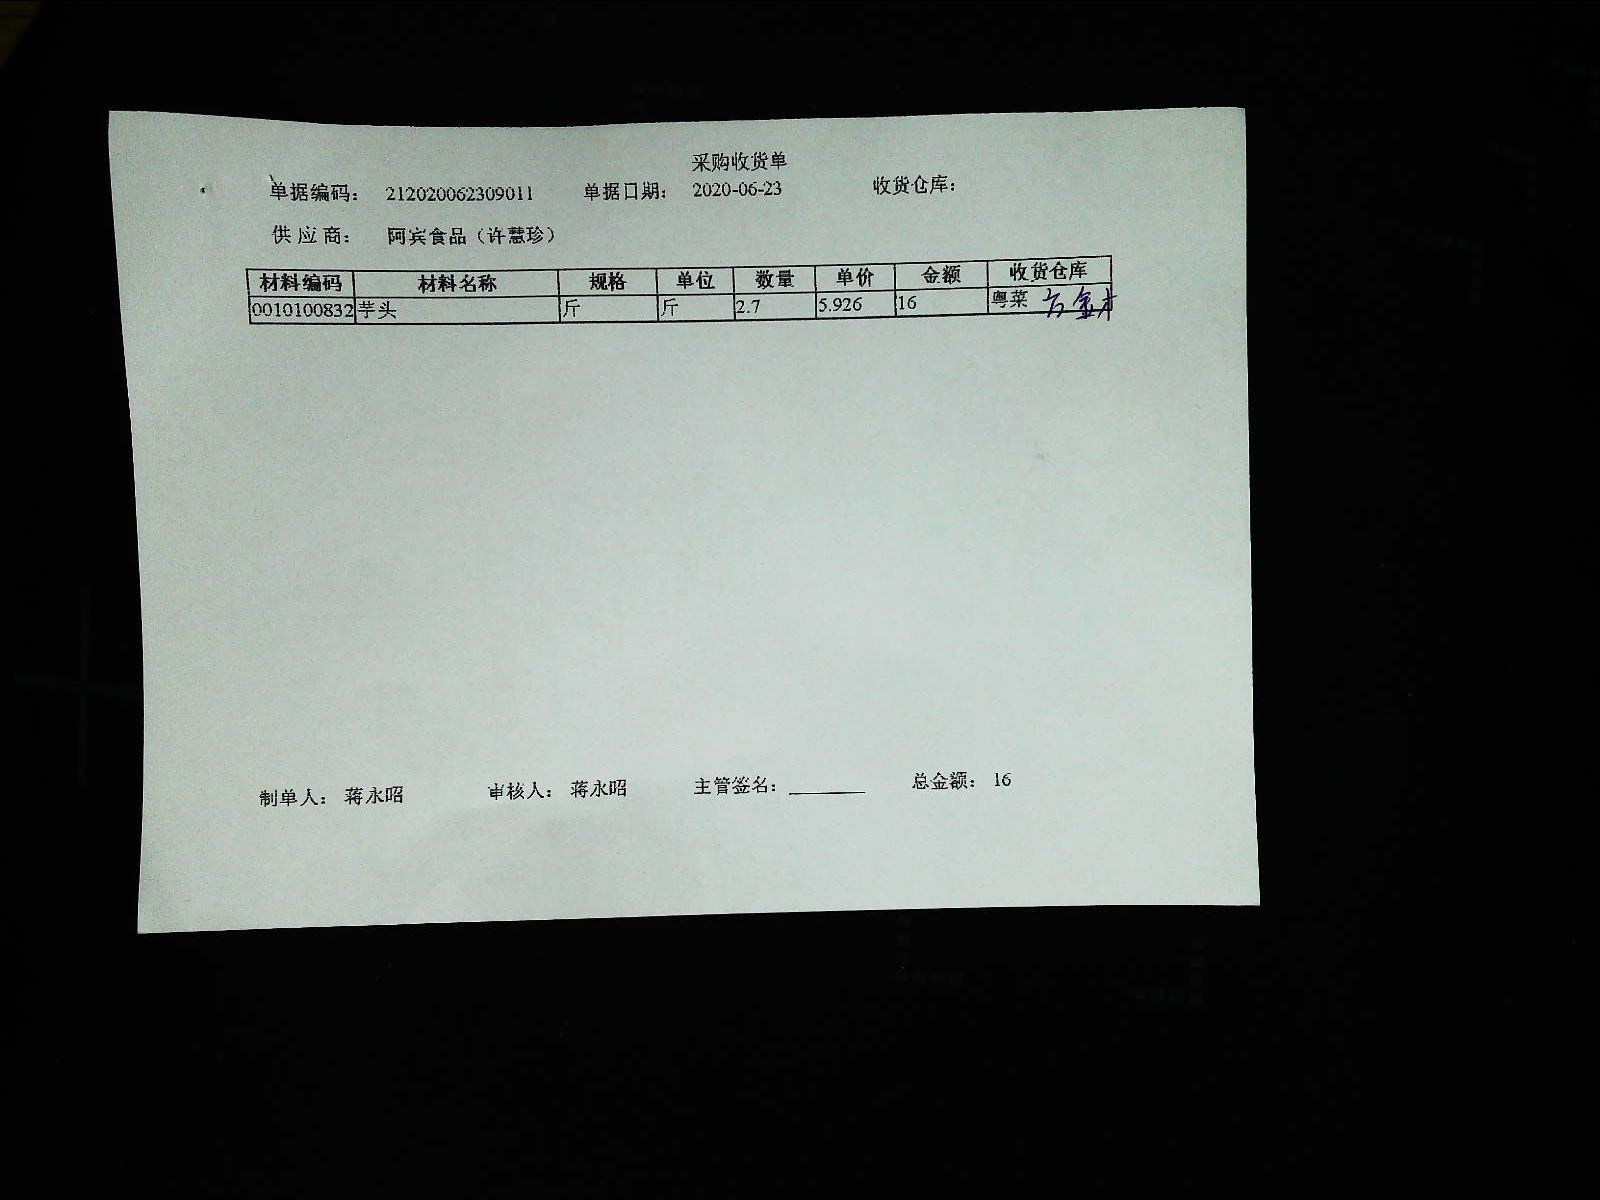 采购收货单
单据编码： 212020062309011 单据日期： 2020-06-23 收货仓库：
供应商： 阿宾食品（许慧珍）
材料编码 材料名称 规格 单位 数量 单价 金额 收货仓库
0010100832 芋头 斤 斤 2.7 5.926 16 粤菜
制单人： 蒋永昭 审核人： 蒋永昭 主管签名： 总金额： 16